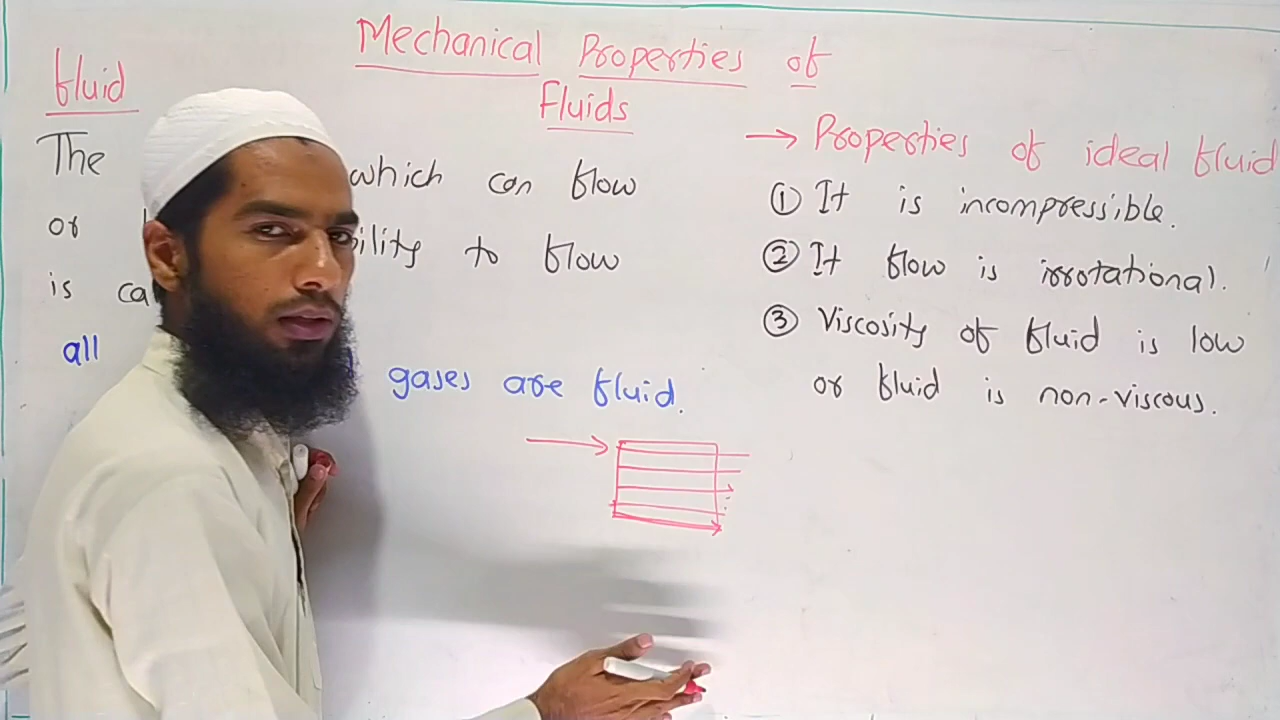 Mechanical Properties of
Fluids
fluid
The which can flow
or ility to flow
is ca
all gases are fluid.
→ Properties of ideal fluid
① It is incompressible.
② It flow is irrotational.
③ Viscosity of fluid is low
or fluid is non-viscous.